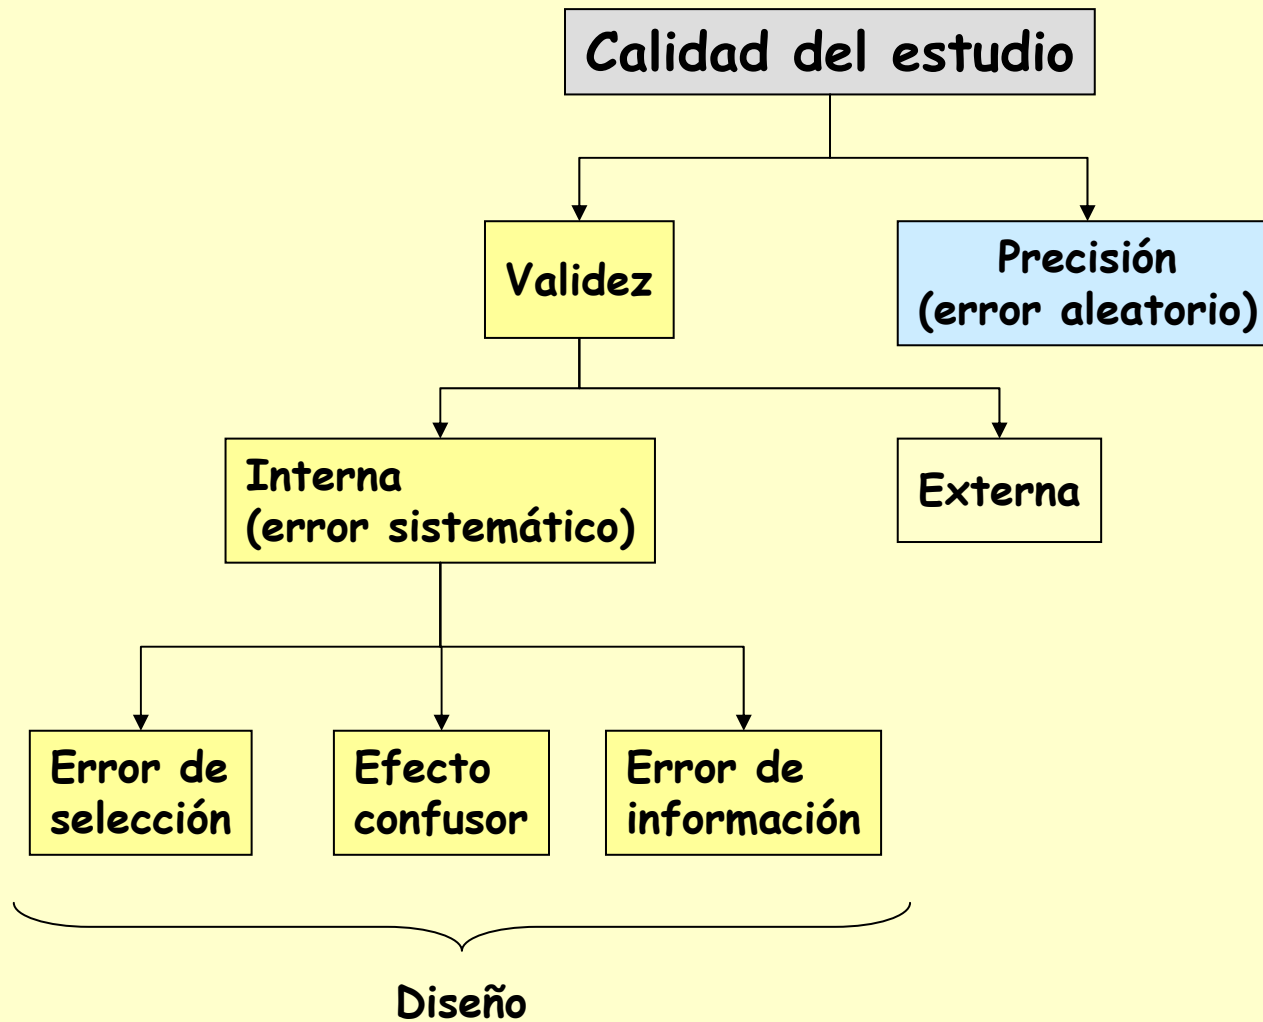 Calidad del estudio
Validez
Precisión
(error aleatorio)
Interna
(error sistemático)
Externa
Error de
selección
Efecto
confusor
Error de
información
Diseño